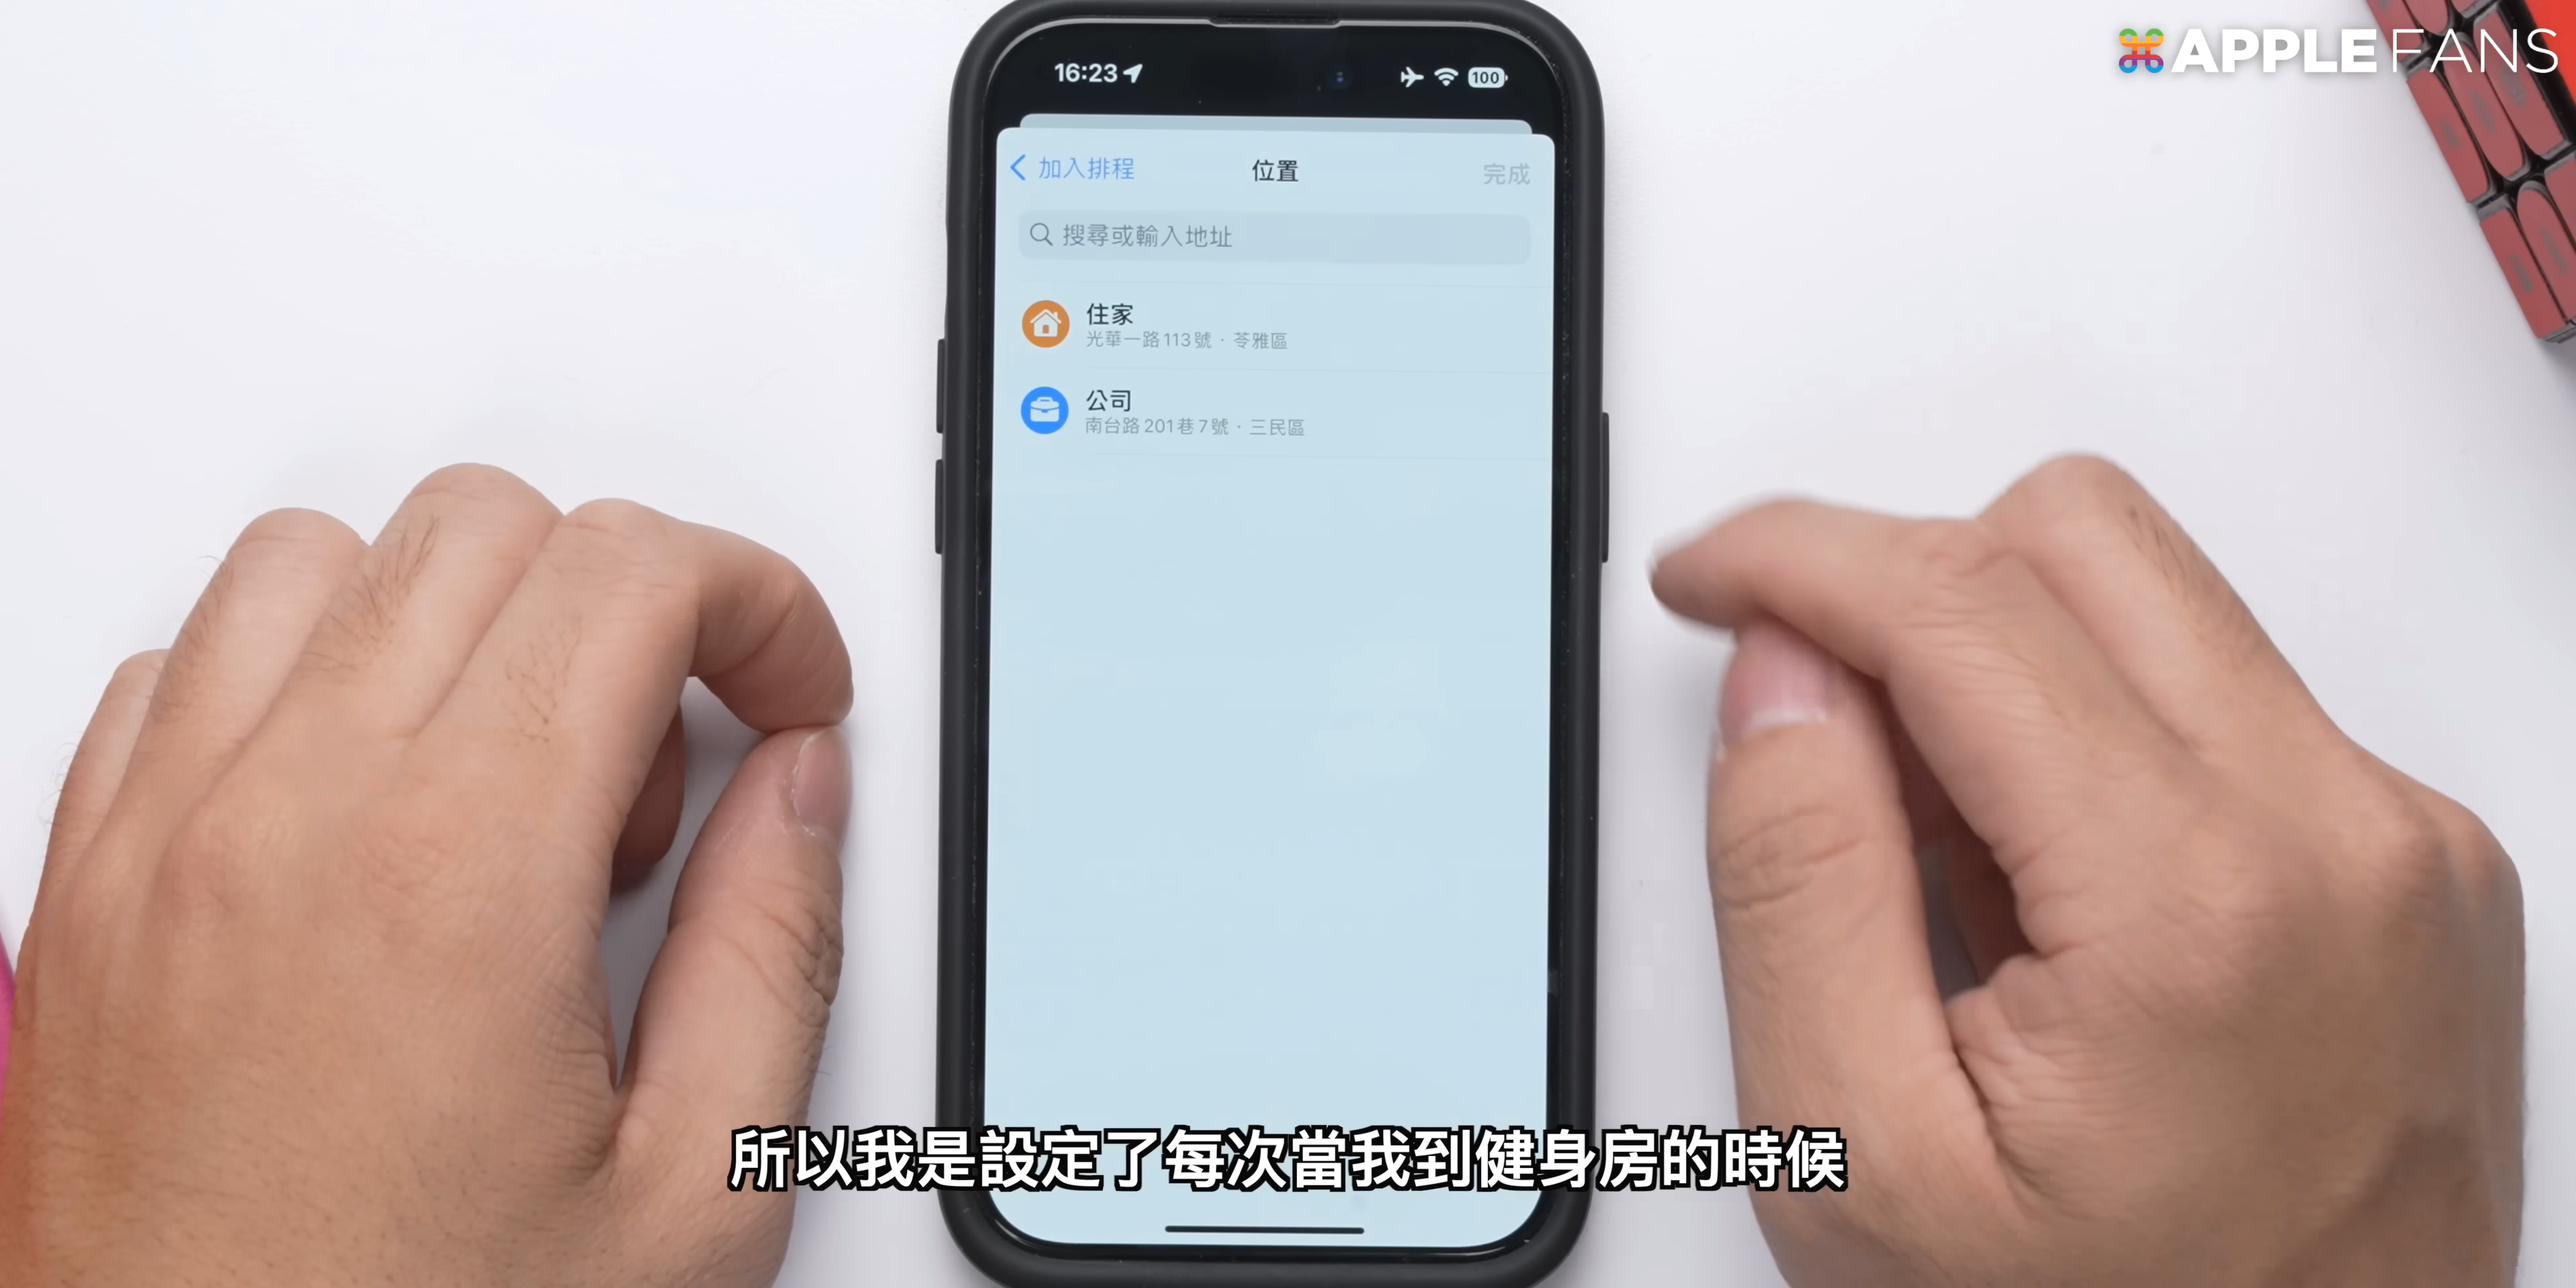 16:23
100
APPLEFANS
加入排程
位置
完成
搜尋或輸入地址
住家
光華一路113號・苓雅區
公司
南台路201巷7號・三民區
所以我是設定了每次當我到健身房的時候